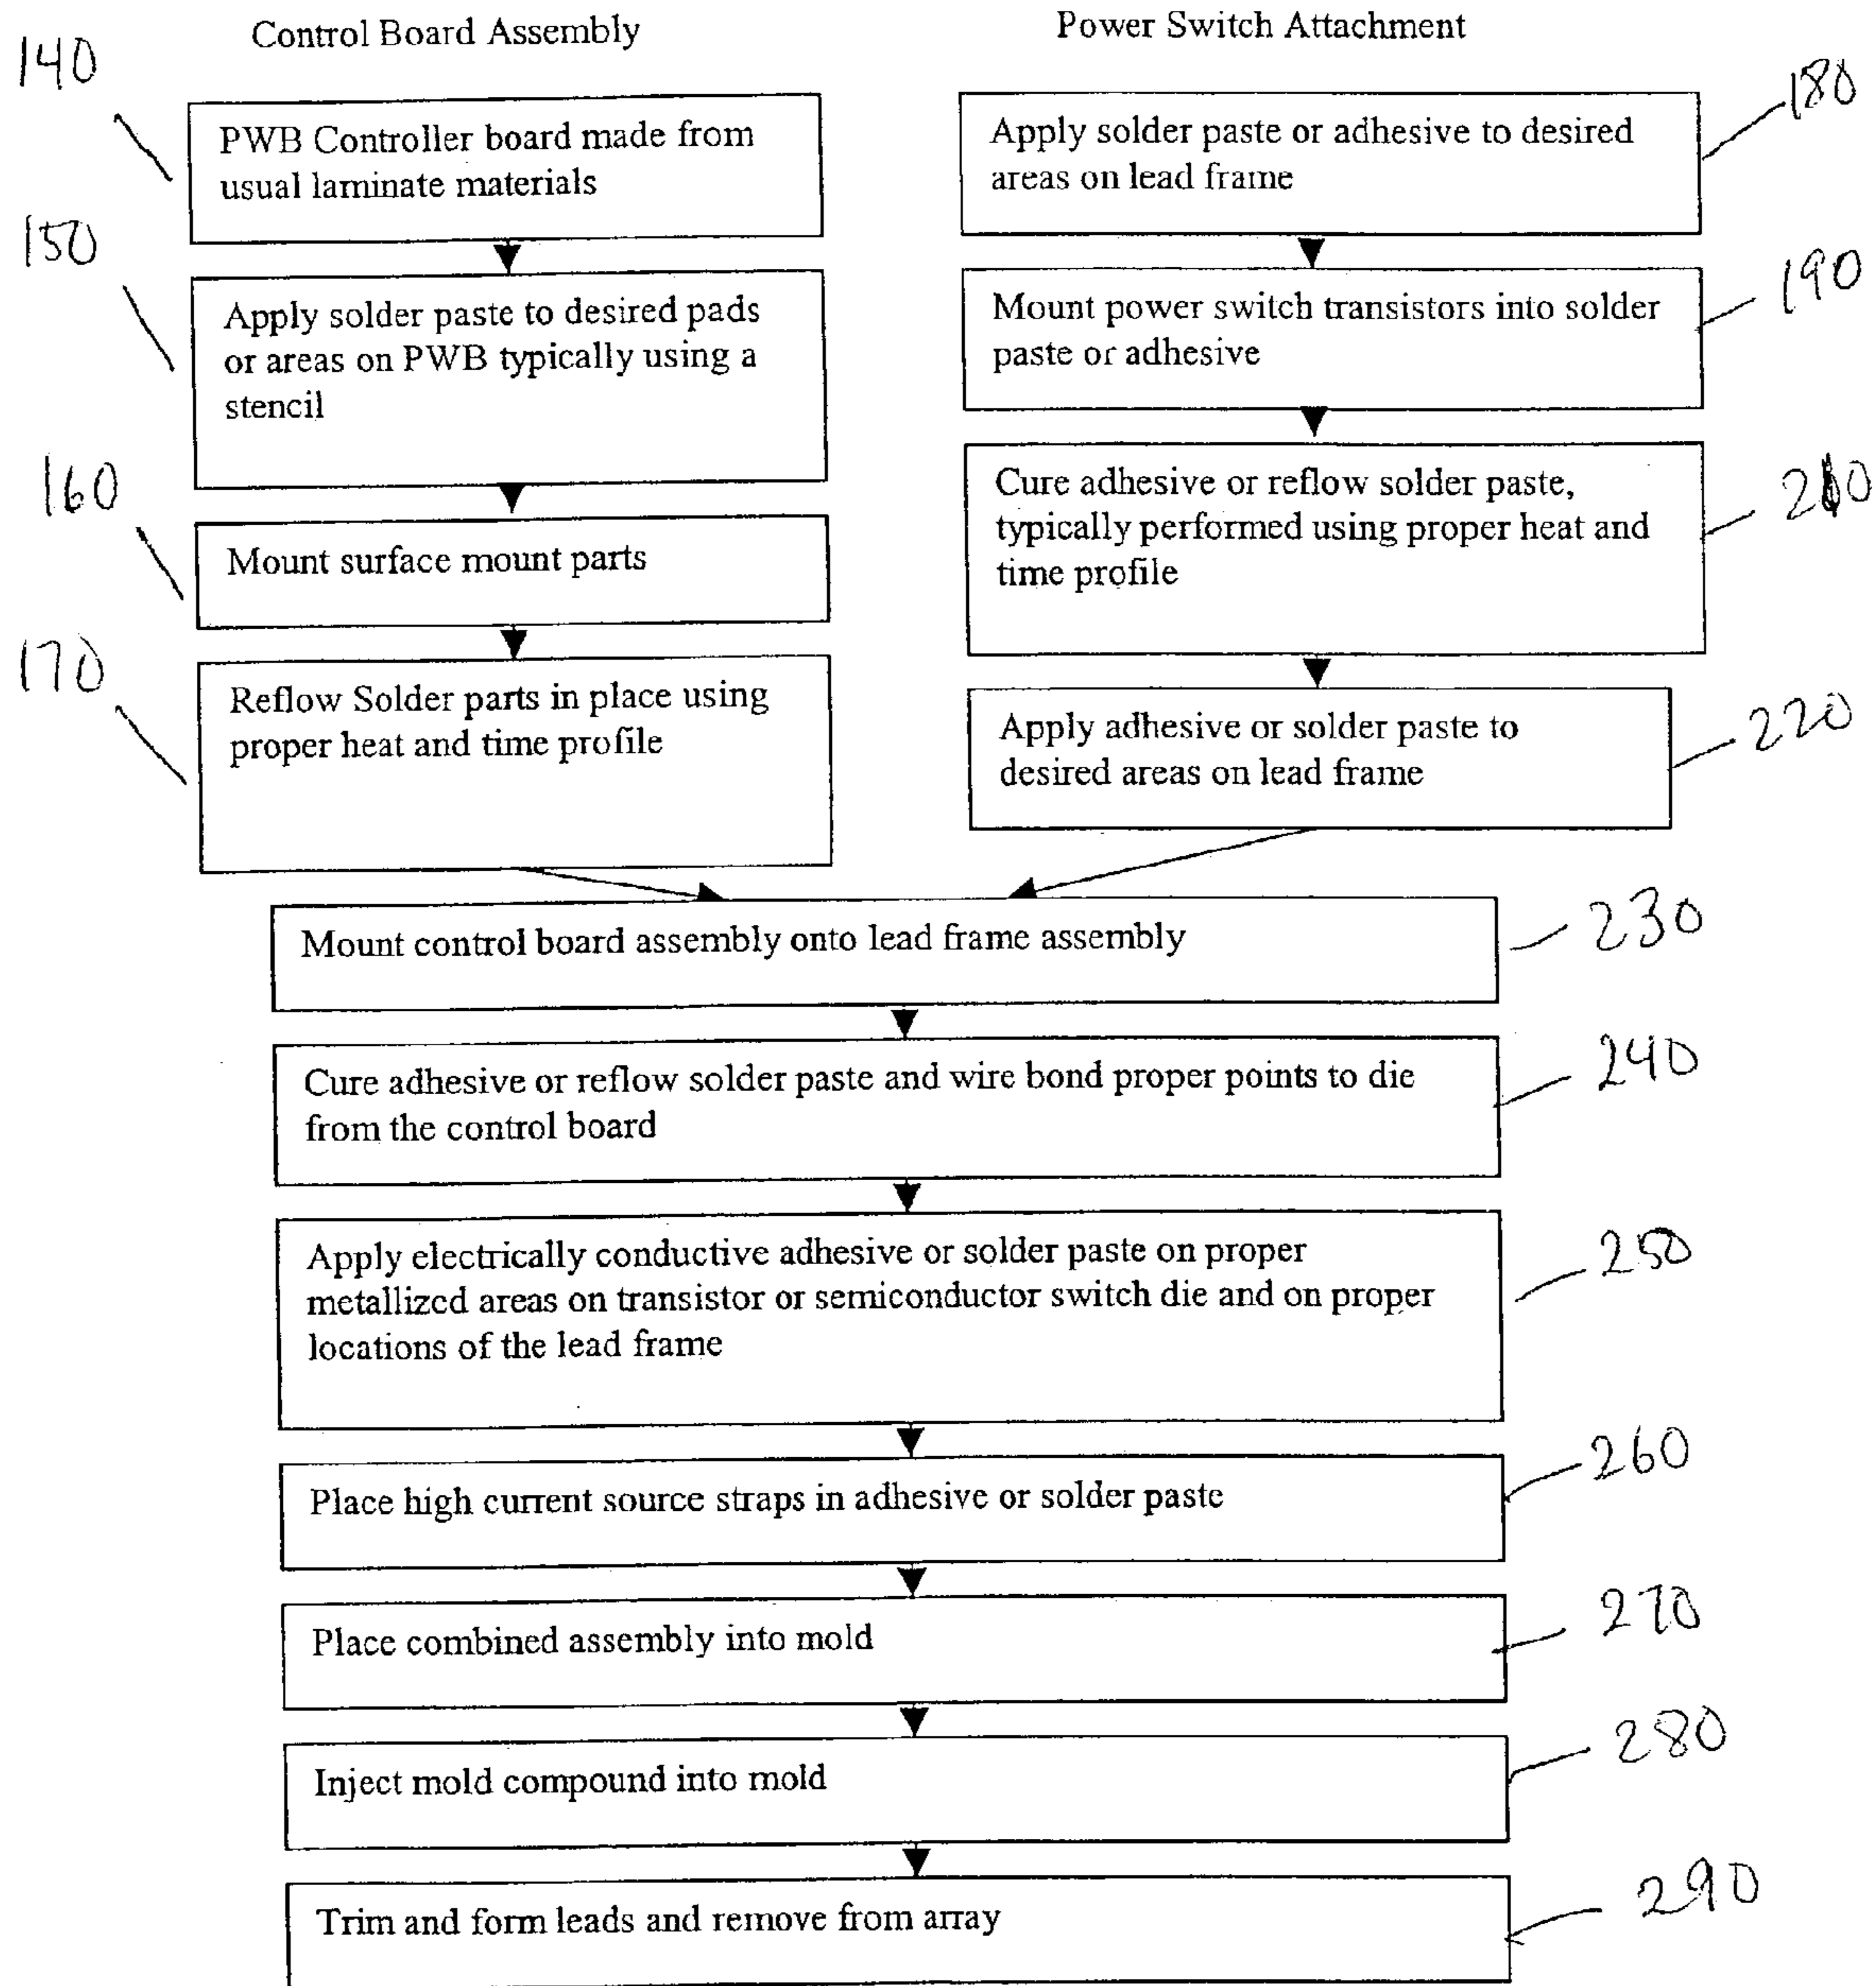 Control Board Assembly
140
PWB Controller board made from
usual laminate materials
150
Apply solder paste to desired pads
or areas on PWB typically using a
stencil
160
Mount surface mount parts
170
Reflow Solder parts in place using
proper heat and time profile
Power Switch Attachment
180
Apply solder paste or adhesive to desired
areas on lead frame
190
Mount power switch transistors into solder
paste or adhesive
210
Cure adhesive or reflow solder paste,
typically performed using proper heat and
time profile
220
Apply adhesive or solder paste to
desired areas on lead frame
230
Mount control board assembly onto lead frame assembly
240
Cure adhesive or reflow solder paste and wire bond proper points to die
from the control board
250
Apply electrically conductive adhesive or solder paste on proper
metallized areas on transistor or semiconductor switch die and on proper
locations of the lead frame
260
Place high current source straps in adhesive or solder paste
270
Place combined assembly into mold
280
Inject mold compound into mold
290
Trim and form leads and remove from array